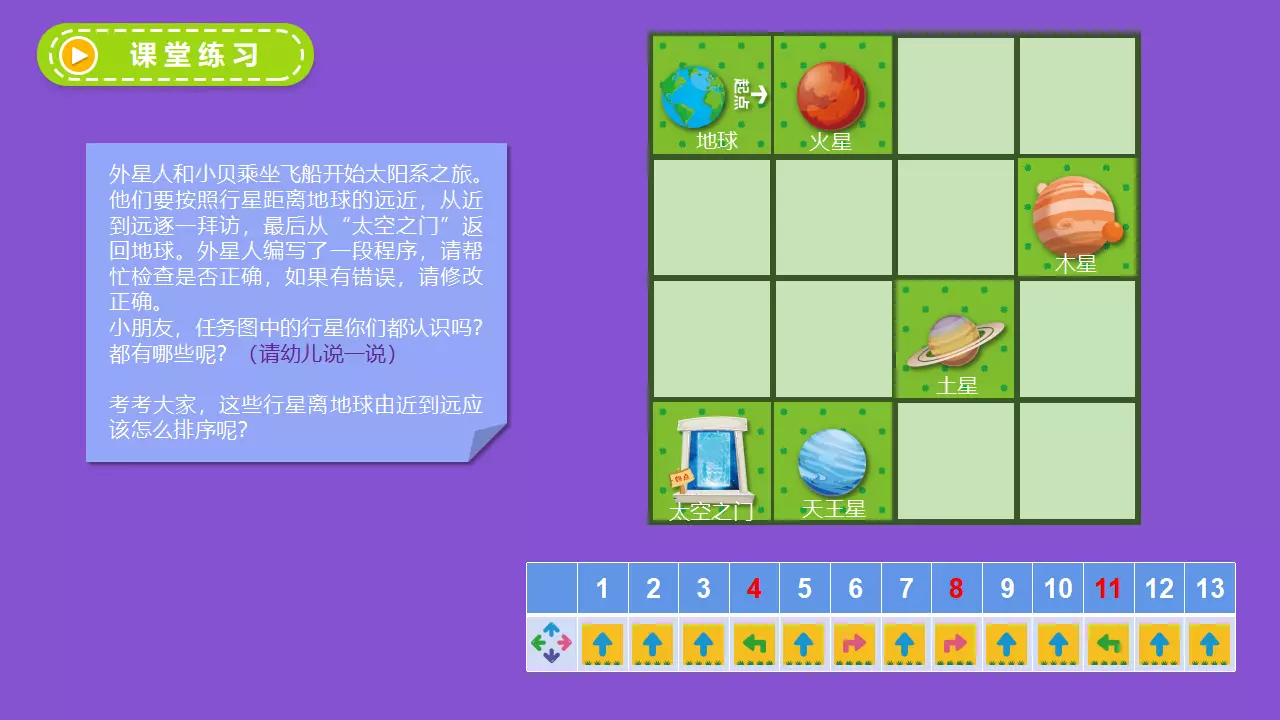 课堂练习
外星人和小贝乘坐飞船开始太阳系之旅。
他们要按照行星距离地球的远近，从近
到远逐一拜访，最后从“太空之门”返
回地球。外星人编写了一段程序，请帮
忙检查是否正确，如果有错误，请修改
正确。
小朋友，任务图中的行星你们都认识吗？
都有哪些呢？（请幼儿说一说）
考考大家，这些行星离地球由近到远应
该怎么排序呢？
起点
地球
火星
木星
土星
终点
太空之门
天王星
1 2 3 4 5 6 7 8 9 10 11 12 13